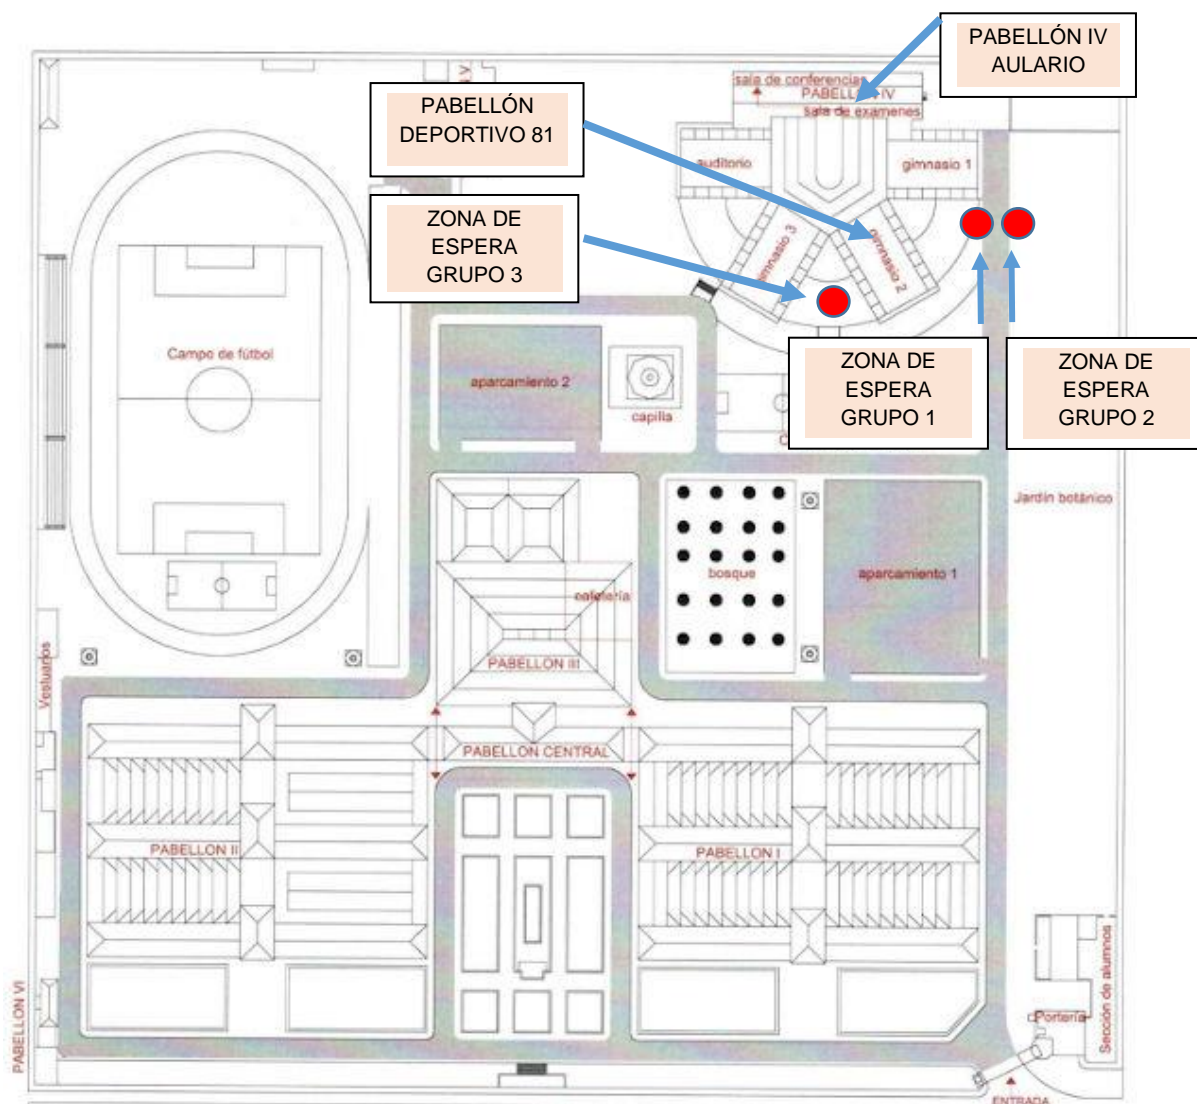 PABELLÓN IV
AULARIO
sala de conferencias
PABELLON IV
sala de examenes
PABELLÓN
DEPORTIVO 81
auditorio
gimnasio 1
ZONA DE
ESPERA
GRUPO 3
gimnasio 3
gimnasio 2
ZONA DE
ESPERA
GRUPO 1
ZONA DE
ESPERA
GRUPO 2
Campo de fútbol
aparcamiento 2
capilla
Jardín botánico
bosque
aparcamiento 1
cafetería
Vestuarios
PABELLON III
PABELLON CENTRAL
PABELLON II
PABELLON I
PABELLON VI
Portería
Sección de alumnos
ENTRADA